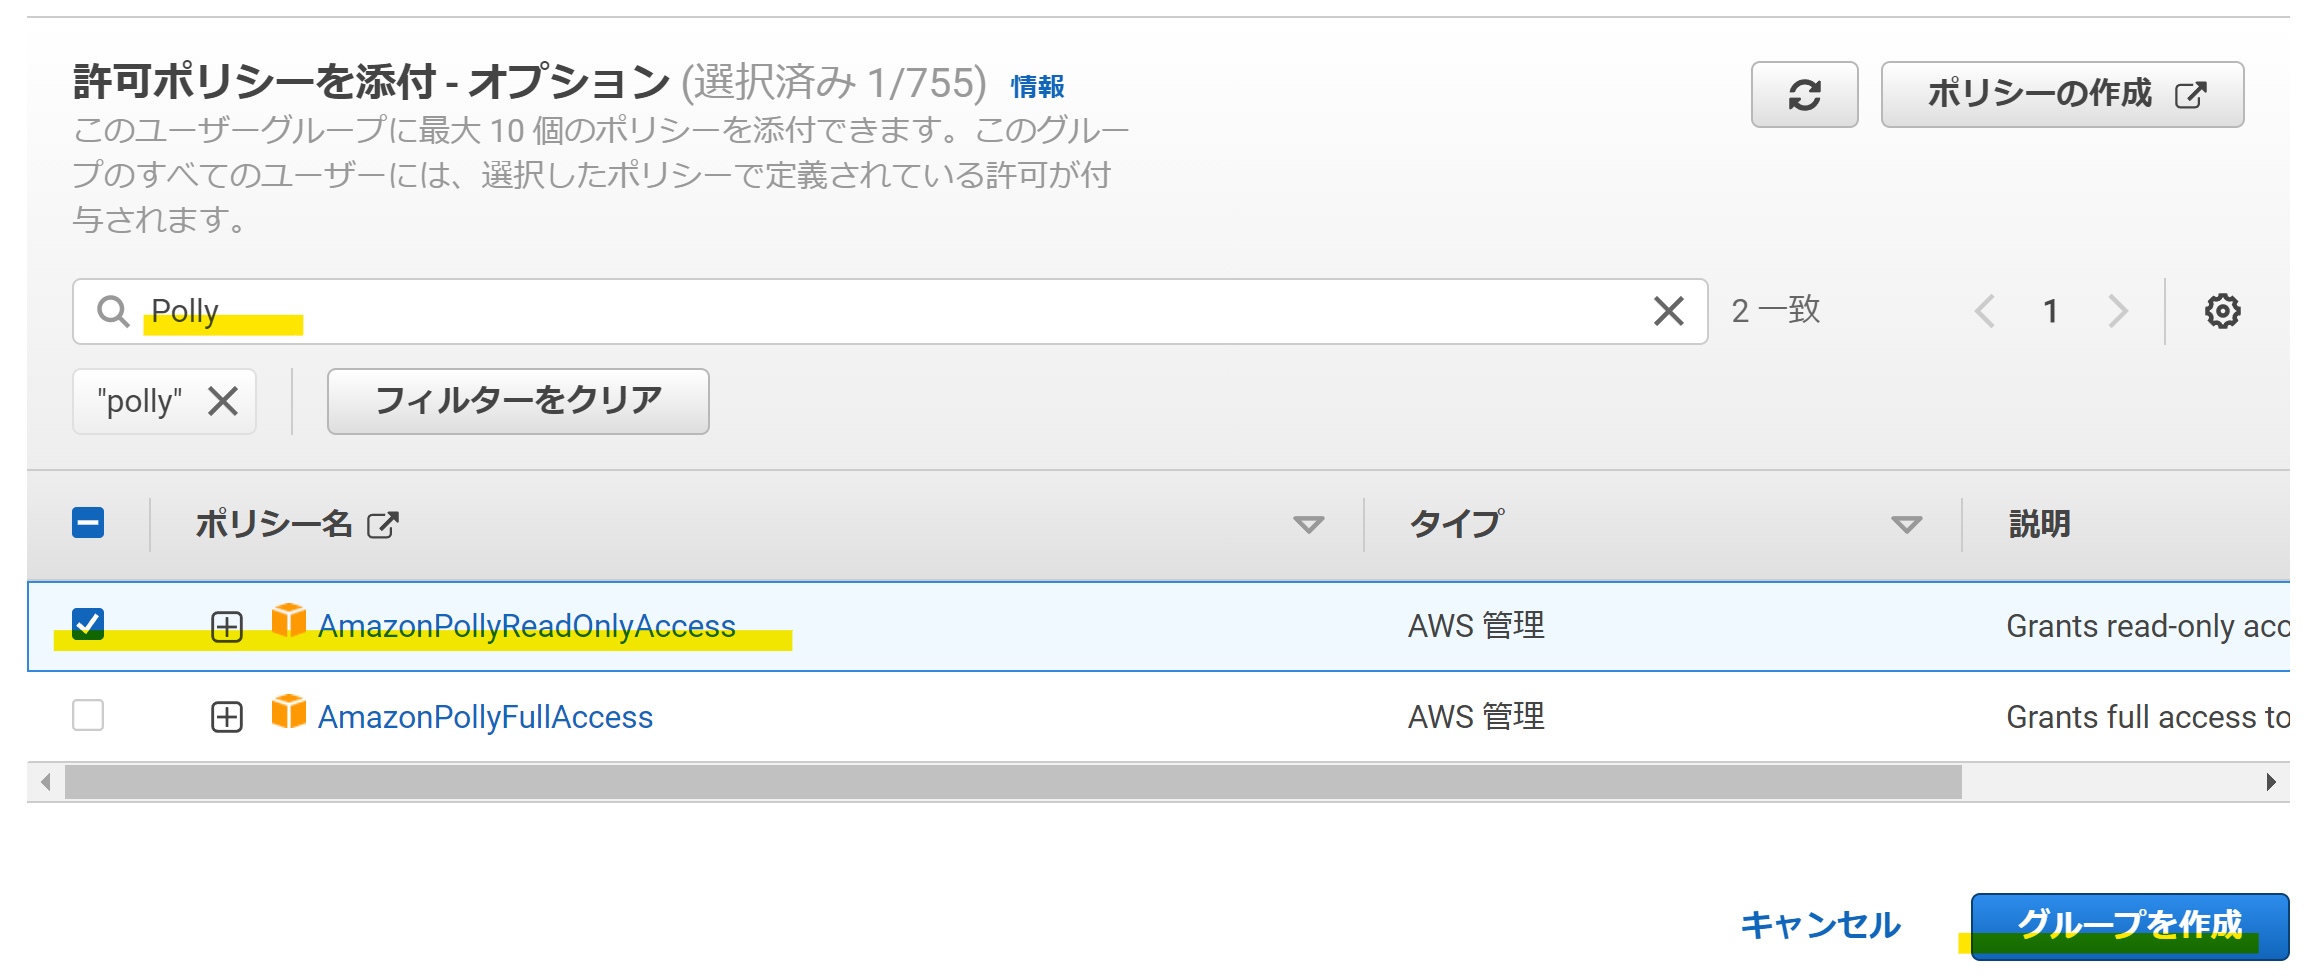 許可ポリシーを添付 - オプション (選択済み 1/755) 情報
ポリシーの作成
このユーザーグループに最大 10 個のポリシーを添付できます。このグルー
プのすべてのユーザーには、選択したポリシーで定義されている許可が付
与されます。
Polly
2 一致
1
"polly"
フィルターをクリア
ポリシー名
タイプ
説明
AmazonPollyReadOnlyAccess
AWS 管理
Grants read-only acc
AmazonPollyFullAccess
AWS 管理
Grants full access to
キャンセル
グループを作成